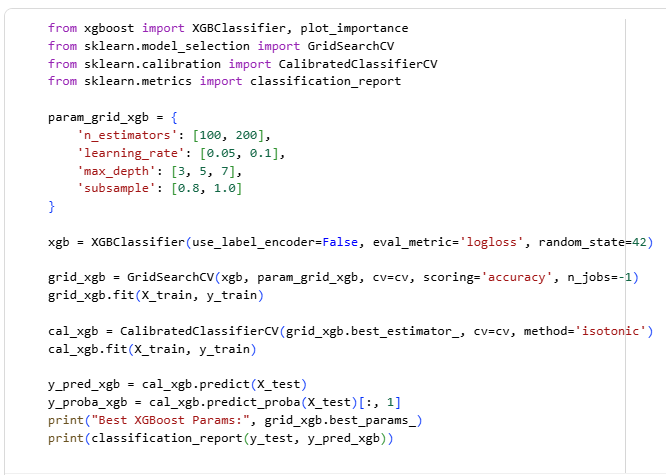 from xgboost import XGBClassifier, plot_importance
from sklearn.model_selection import GridSearchCV
from sklearn.calibration import CalibratedClassifierCV
from sklearn.metrics import classification_report

param_grid_xgb = {
    'n_estimators': [100, 200],
    'learning_rate': [0.05, 0.1],
    'max_depth': [3, 5, 7],
    'subsample': [0.8, 1.0]
}

xgb = XGBClassifier(use_label_encoder=False, eval_metric='logloss', random_state=42)

grid_xgb = GridSearchCV(xgb, param_grid_xgb, cv=cv, scoring='accuracy', n_jobs=-1)
grid_xgb.fit(X_train, y_train)

cal_xgb = CalibratedClassifierCV(grid_xgb.best_estimator_, cv=cv, method='isotonic')
cal_xgb.fit(X_train, y_train)

y_pred_xgb = cal_xgb.predict(X_test)
y_proba_xgb = cal_xgb.predict_proba(X_test)[:, 1]
print("Best XGBoost Params:", grid_xgb.best_params_)
print(classification_report(y_test, y_pred_xgb))